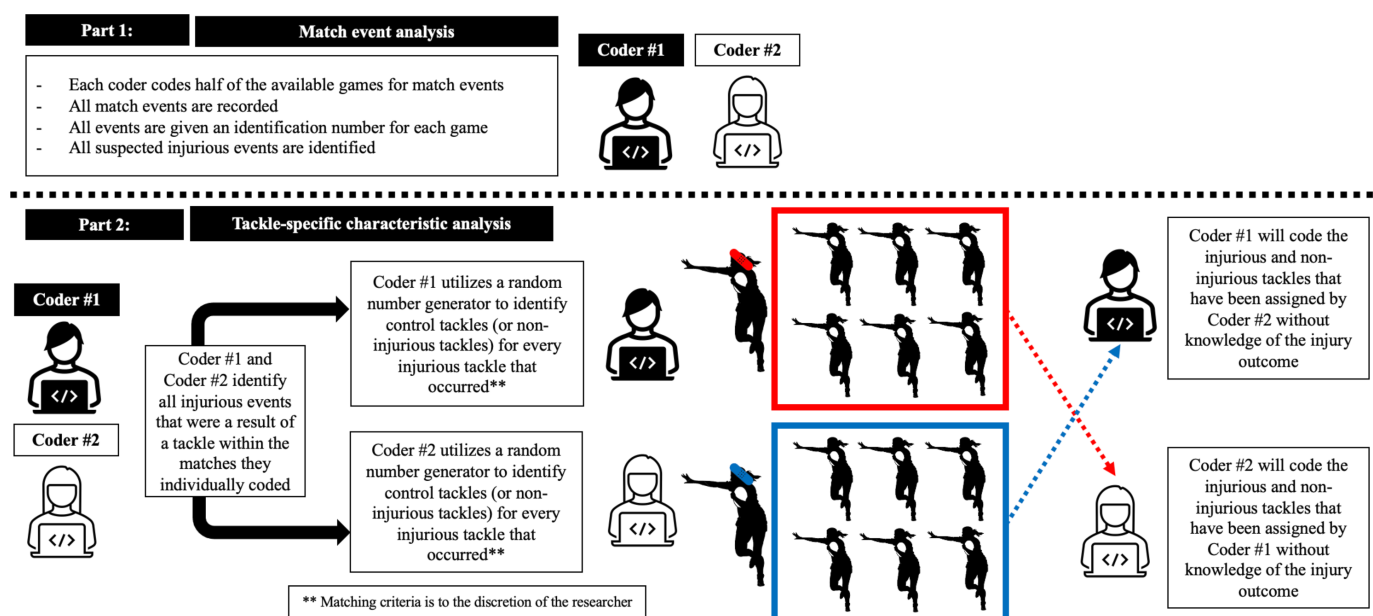 Part 1:
Match event analysis
Coder #1
Coder #2
- Each coder codes half of the available games for match events
- All match events are recorded
- All events are given an identification number for each game
- All suspected injurious events are identified
</>
</>
Part 2:
Tackle-specific characteristic analysis
Coder #1
</>
Coder #2
</>
Coder #1 and
Coder #2 identify
all injurious events
that were a result of
a tackle within the
matches they
individually coded
Coder #1 utilizes a random
number generator to identify
control tackles (or non-
injurious tackles) for every
injurious tackle that
occurred**
</>
Coder #2 utilizes a random
number generator to identify
control tackles (or non-
injurious tackles) for every
injurious tackle that
occurred**
</>
** Matching criteria is to the discretion of the researcher
</>
Coder #1 will code the
injurious and non-
injurious tackles that
have been assigned by
Coder #2 without
knowledge of the injury
outcome
</>
Coder #2 will code the
injurious and non-
injurious tackles that
have been assigned by
Coder #1 without
knowledge of the injury
outcome